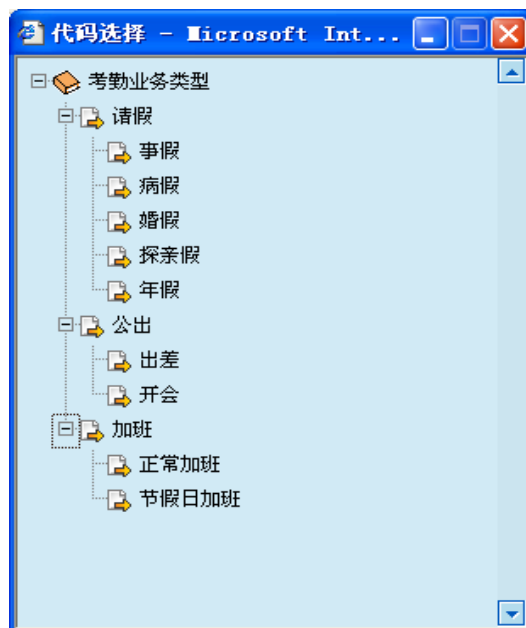 代码选择 - Microsoft Int...
考勤业务类型
请假
事假
病假
婚假
探亲假
年假
公出
出差
开会
加班
正常加班
节假日加班